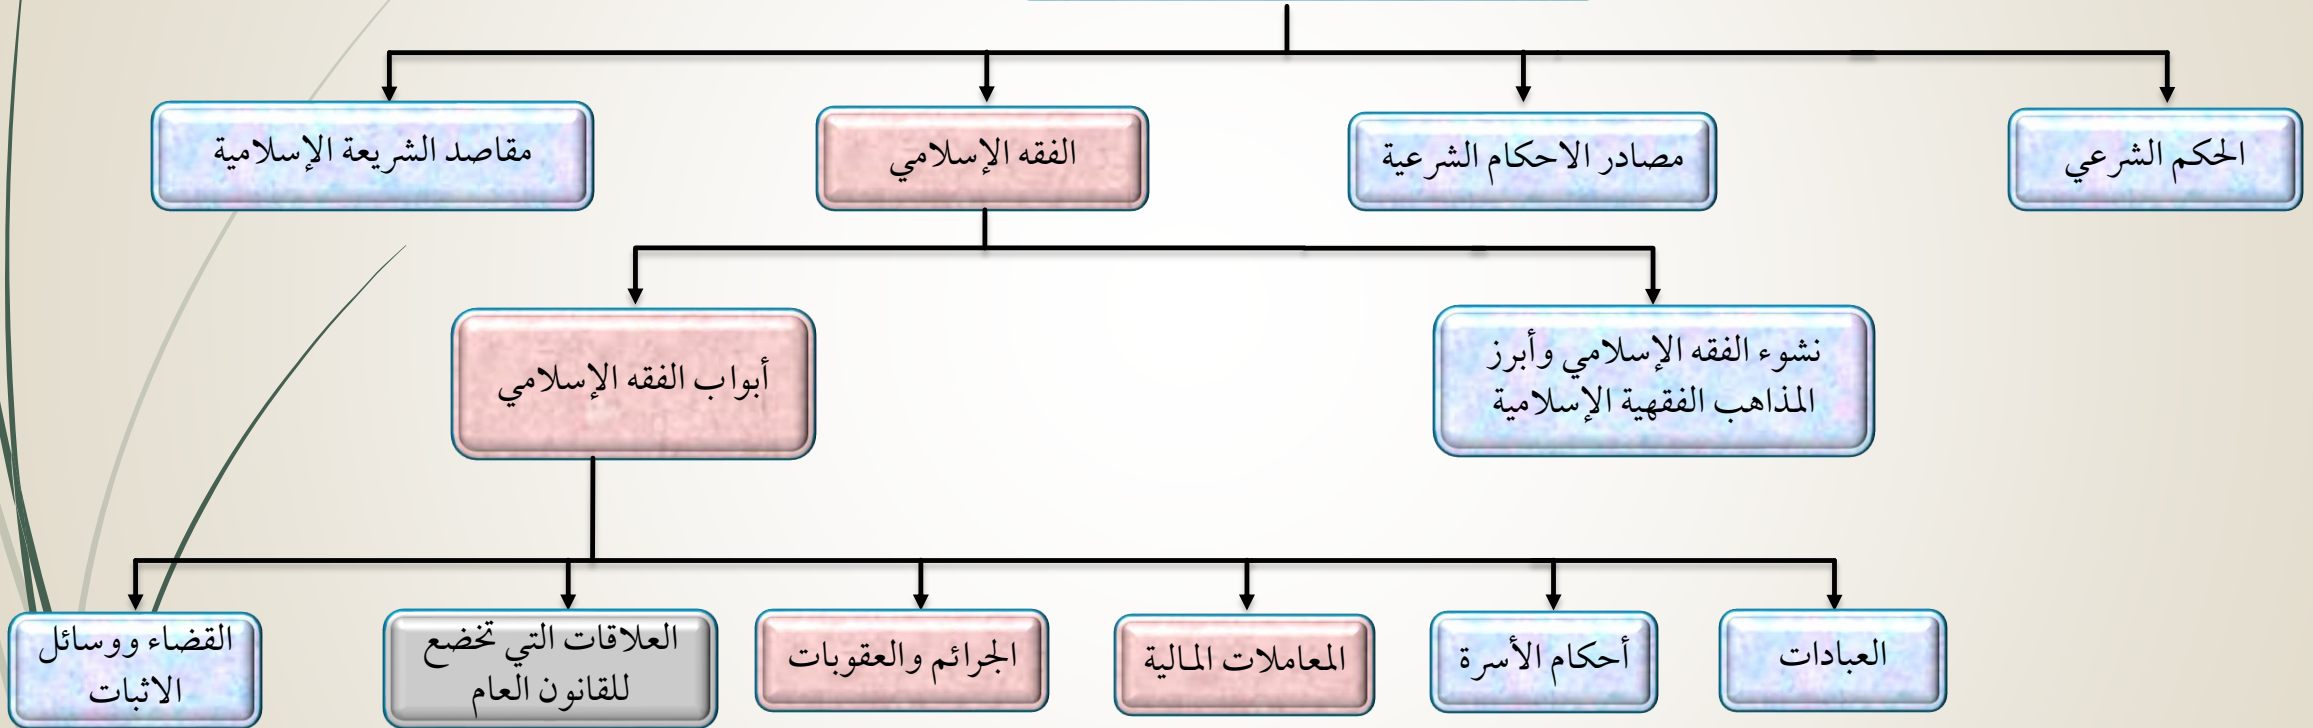 الحكم الشرعي
مصادر الاحكام الشرعية
الفقه الإسلامي
مقاصد الشريعة الإسلامية
نشوء الفقه الإسلامي وأبرز
المذاهب الفقهية الإسلامية
أبواب الفقه الإسلامي
العبادات
أحكام الأسرة
المعاملات المالية
الجرائم والعقوبات
العلاقات التي تخضع
للقانون العام
القضاء ووسائل
الاثبات